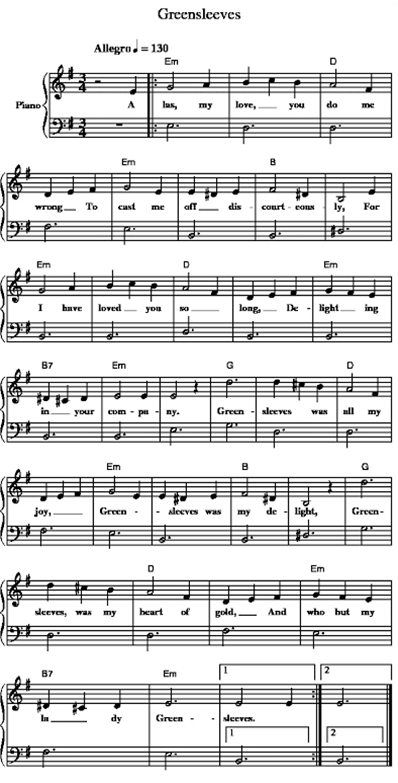 Greensleeves
Allegro ♩ = 130
Em D
Piano
A las, my love, you do me
Em B
wrong To cast me off dis- court-eous- ly, For
Em D Em
I have loved you so long, De-light ing
B7 Em G D
in your com-pa-ny. Green-sleeves was all my
Em B G
joy, Green-sleeves was my de-light, Green-
D Em
sleeves, was my heart of gold, And who but my
B7 Em 1 2
la dy Green-sleeves.
1 2